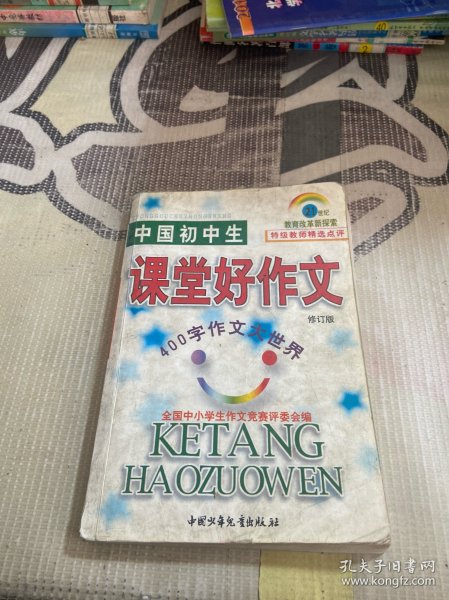 21世纪
教育改革新探索
特级教师精选点评
中国初中生
课堂好作文
修订版
400字作文大世界
全国中小学生作文竞赛评委会编
KETANG
HAOZUOWEN
中国少年儿童出版社
孔夫子旧书网
www.kongfz.com